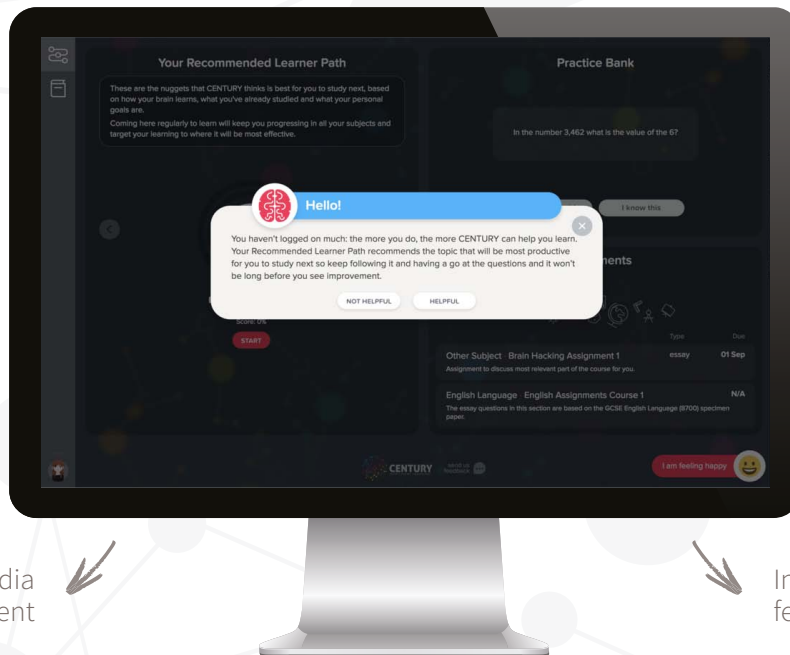 Your Recommended Learner Path
These are the nuggets that CENTURY thinks is best for you to study next, based
on how your brain learns, what you've already studied and what your personal
goals are.
Coming here regularly to learn will keep you progressing in all your subjects and
target your learning to where it will be most effective.
Practice Bank
In the number 3,462 what is the value of the 6?
I know this
Hello!
You haven't logged on much: the more you do, the more CENTURY can help you learn.
Your Recommended Learner Path recommends the topic that will be most productive
for you to study next so keep following it and having a go at the questions and it won't
be long before you see improvement.
NOT HELPFUL
HELPFUL
Score: 0%
START
Type
Due
Other Subject · Brain Hacking Assignment 1
essay
01 Sep
Assignment to discuss most relevant part of the course for you.
English Language · English Assignments Course 1
N/A
The essay questions in this section are based on the GCSE English Language (8700) specimen
paper.
CENTURY
send us
feedback
I am feeling happy